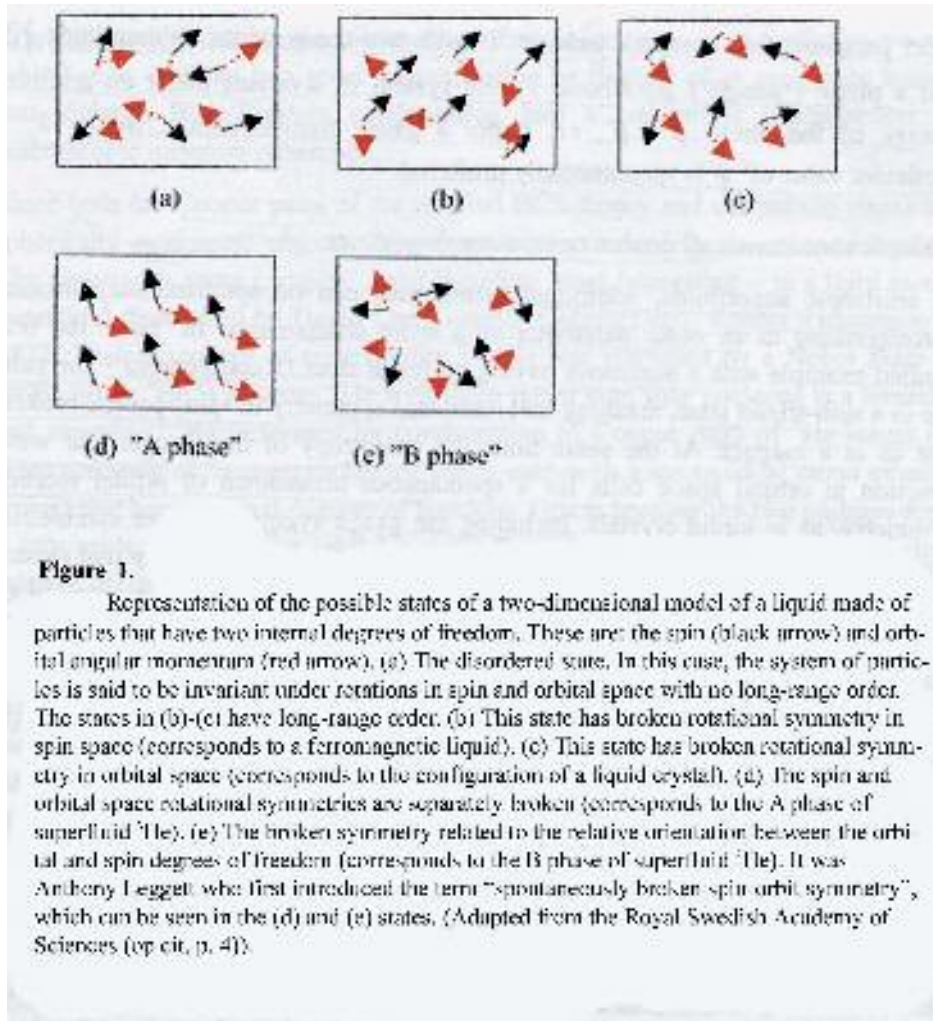 (a)
(b)
(c)
(d) "A phase"
(e) "B phase"
Figure 1.
Representation of the possible states of a two-dimensional model of a liquid made of
particles that have two internal degrees of freedom. These are: the spin (black arrow) and orb-
ital angular momentum (red arrow). (a) The disordered state. In this case, the system of partic-
les is said to be invariant under rotations in spin and orbital space with no long-range order.
The states in (b)-(e) have long-range order. (b) This state has broken rotational symmetry in
spin space (corresponds to a ferromagnetic liquid). (c) This state has broken rotational symm-
etry in orbital space (corresponds to the configuration of a liquid crystal). (d) The spin and
orbital space rotational symmetries are separately broken (corresponds to the A phase of
superfluid ³He). (e) The broken symmetry related to the relative orientation between the orbi
tal and spin degrees of freedom (corresponds to the B phase of superfluid ³He). It was
Anthony Leggett who first introduced the term "spontaneously broken spin-orbit symmetry",
which can be seen in the (d) and (e) states. (Adapted from the Royal Swedish Academy of
Sciences (op cit, p. 4)).